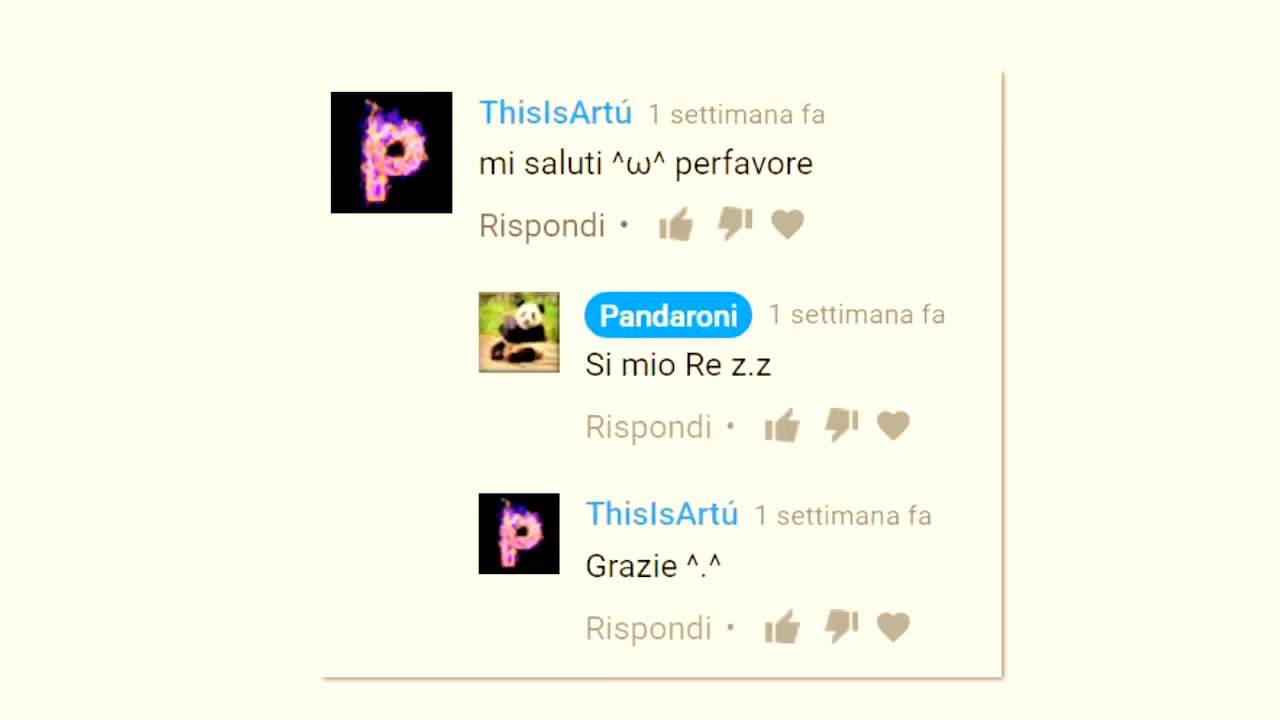 ThisIsArtú 1 settimana fa
mi saluti ^ω^ perfavore
Rispondi •
Pandaroni 1 settimana fa
Si mio Re z.z
Rispondi •
ThisIsArtú 1 settimana fa
Grazie ^.^
Rispondi •